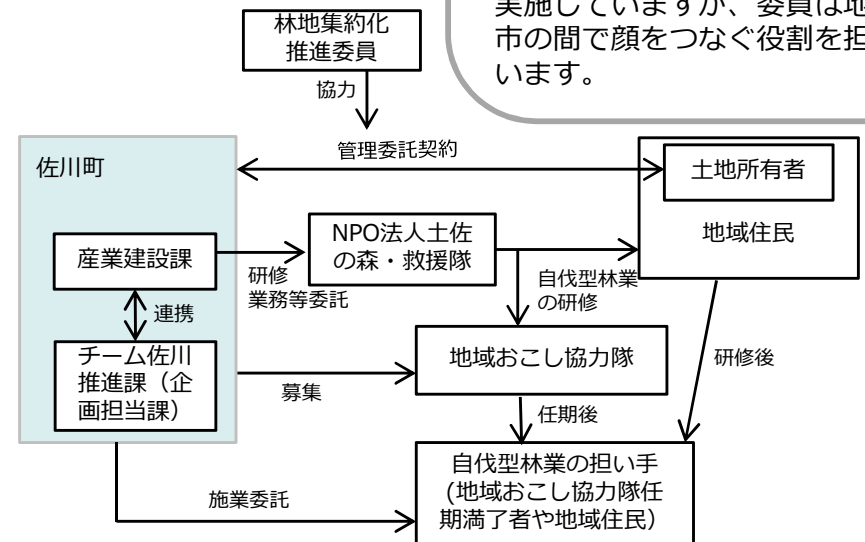 実施していますが、委員は地
市の間で顔をつなぐ役割を担
います。
林地集約化
推進委員
協力
管理委託契約
佐川町
土地所有者
地域住民
産業建設課
研修
業務等委託
NPO法人土佐
の森・救援隊
自伐型林業
の研修
連携
チーム佐川
推進課（企
画担当課）
募集
地域おこし協力隊
研修後
任期後
施業委託
自伐型林業の担い手
（地域おこし協力隊任
期満了者や地域住民）